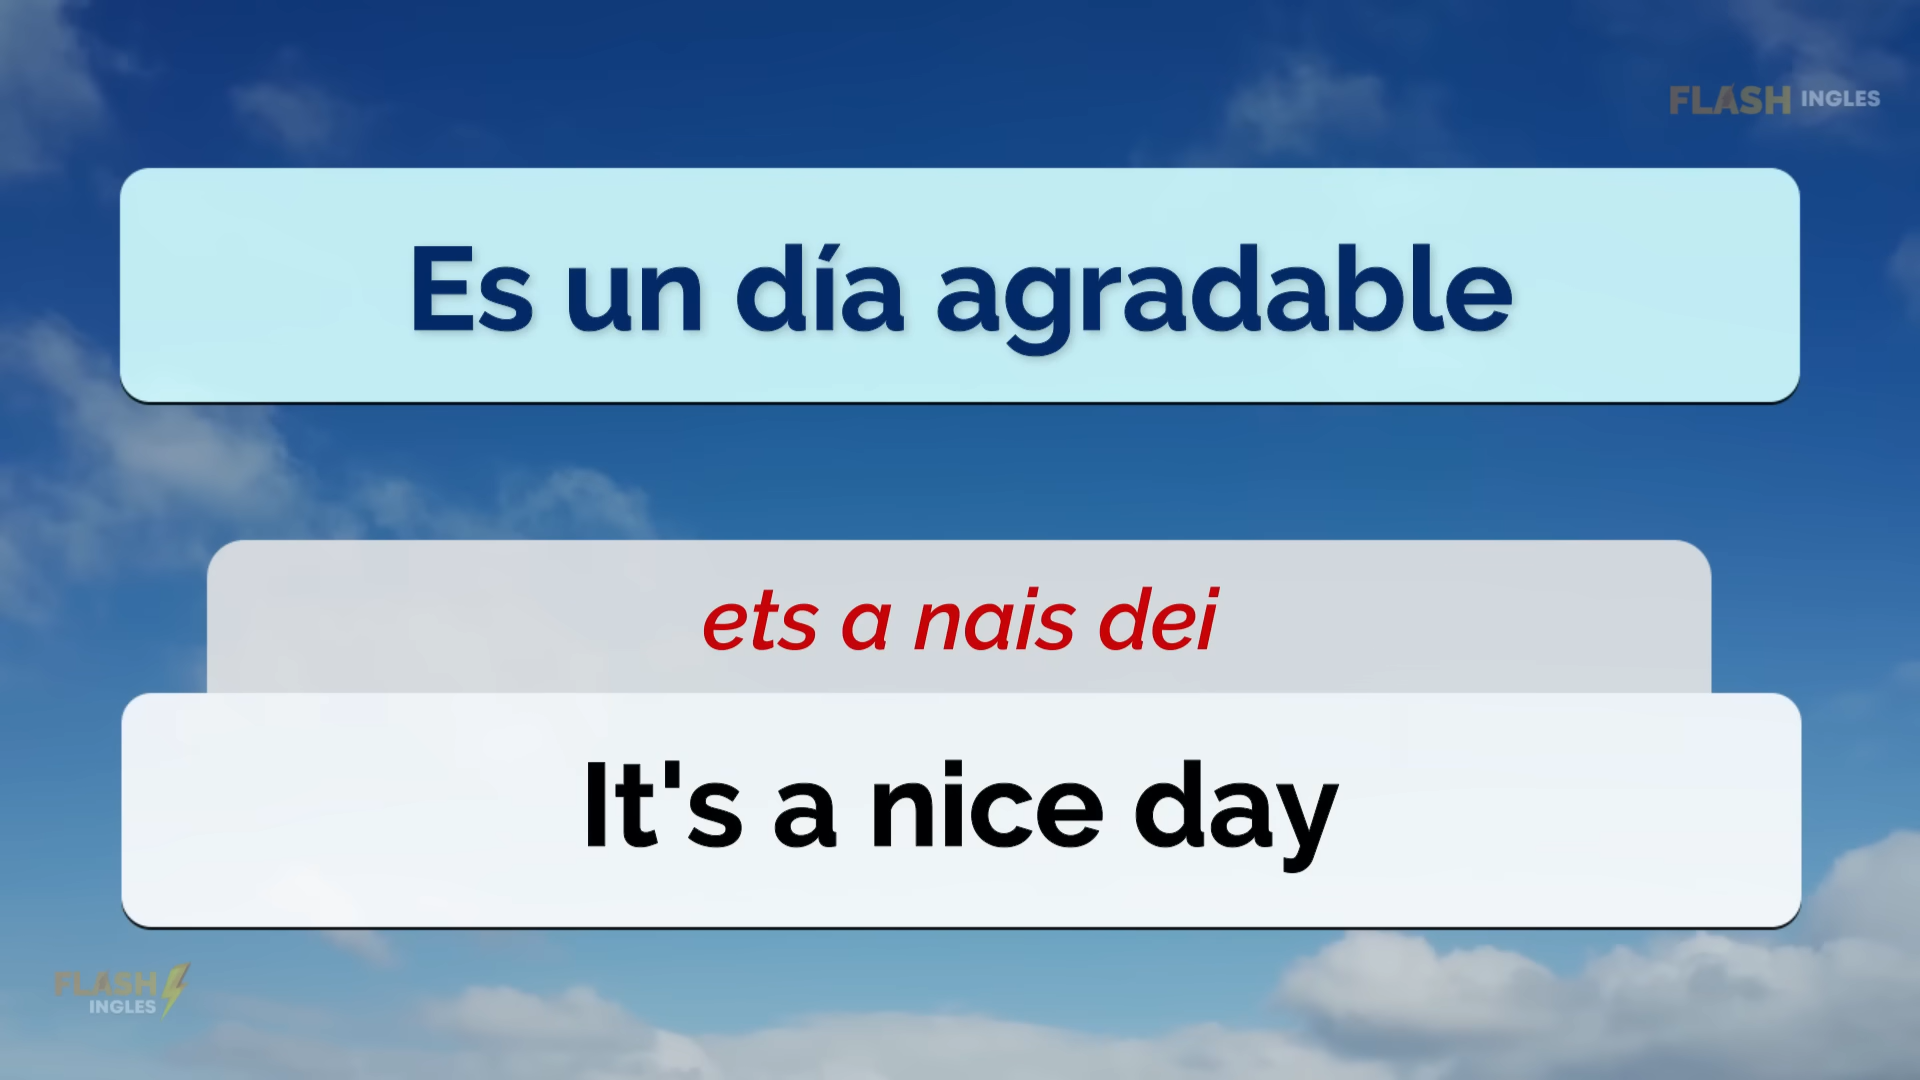 FLASH INGLES
Es un día agradable
ets a nais dei
It's a nice day
FLASH
INGLES